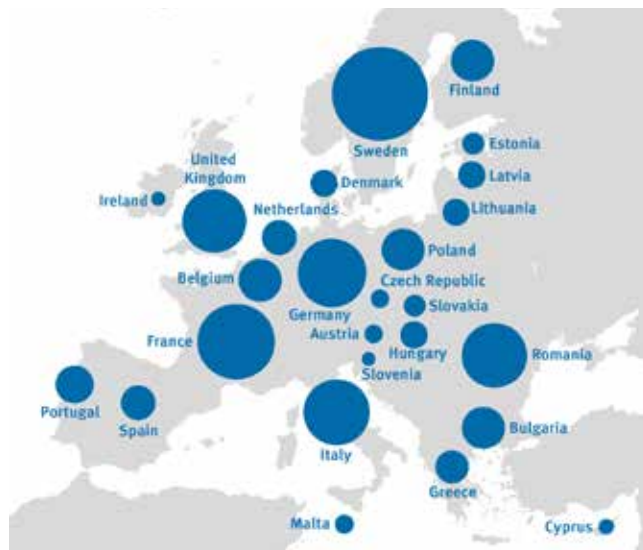 Finland
Sweden
Estonia
United
Kingdom
Latvia
Denmark
Ireland
Netherlands
Lithuania
Poland
Belgium
Czech Republic
Germany
Slovakia
Austria
France
Hungary
Romania
Slovenia
Portugal
Spain
Bulgaria
Italy
Greece
Malta
Cyprus